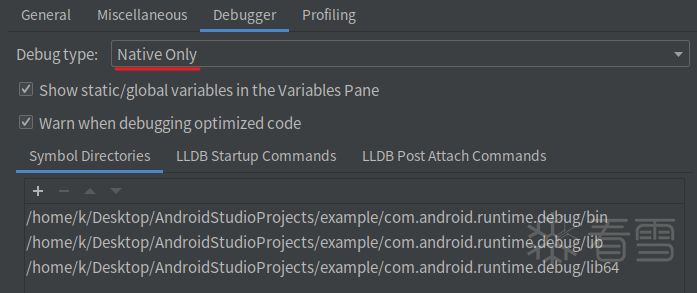 General Miscellaneous Debugger Profiling
Debug type: Native Only
Show static/global variables in the Variables Pane
Warn when debugging optimized code
Symbol Directories LLDB Startup Commands LLDB Post Attach Commands
/home/k/Desktop/AndroidStudioProjects/example/com.android.runtime.debug/bin
/home/k/Desktop/AndroidStudioProjects/example/com.android.runtime.debug/lib
/home/k/Desktop/AndroidStudioProjects/example/com.android.runtime.debug/lib64
看雪